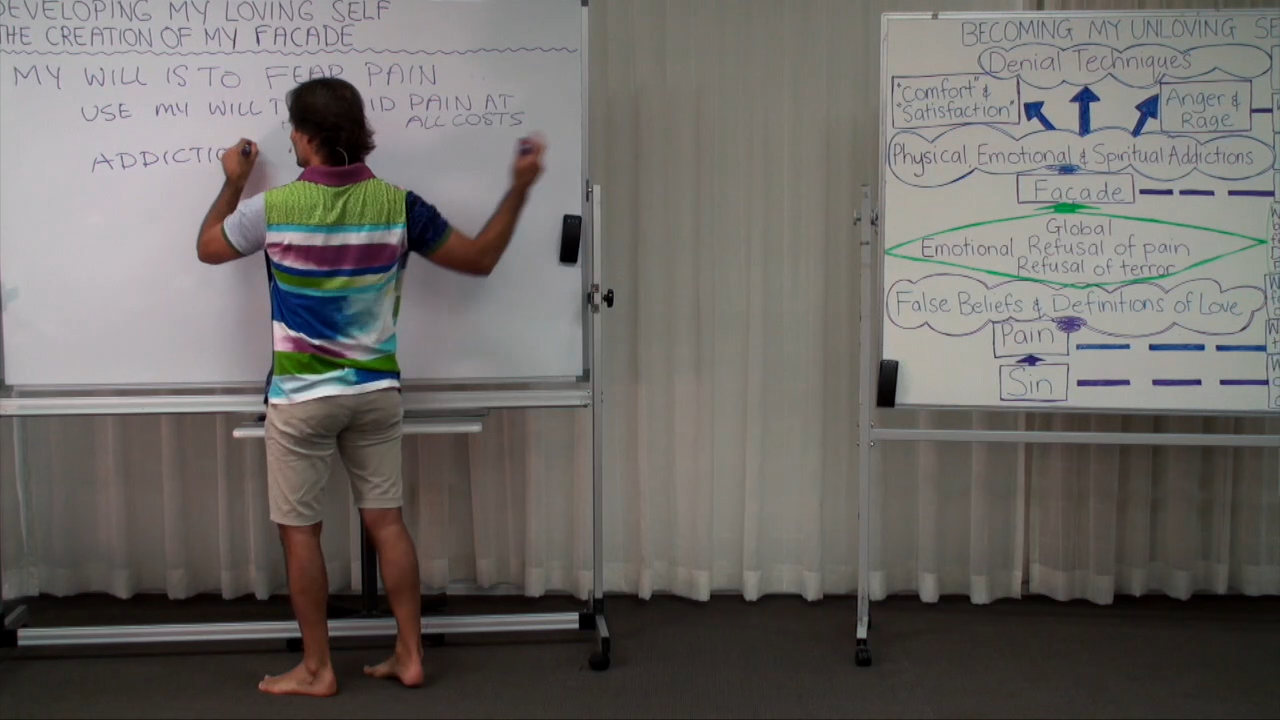 DEVELOPING MY LOVING SELF
THE CREATION OF MY FACADE
MY WILL IS TO FEAR PAIN
USE MY WILL PAIN AT
ALL COSTS
BECOMING MY UNLOVING SE
Denial Techniques
"Comfort" &
"Satisfaction"
Anger &
Rage
Physical, Emotional & Spiritual Addictions
Façade
Global
Emotional Refusal of pain
Refusal of terror
False Beliefs & Definitions of Love
Pain
Sin